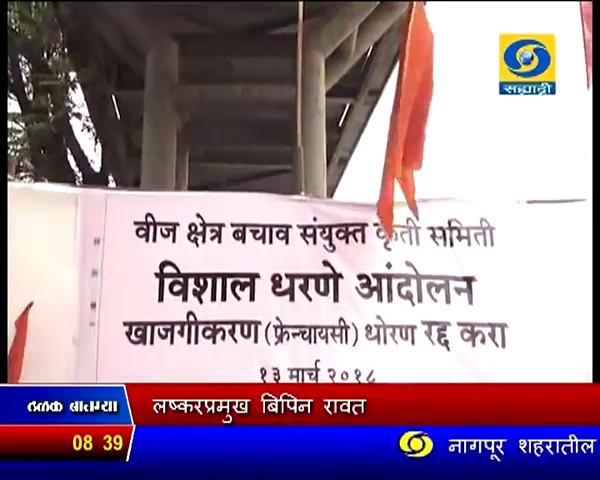 सह्याद्री
वीज क्षेत्र बचाव संयुक्त कृती समिती
विशाल धरणे आंदोलन
खाजगीकरण (फ्रेन्चायसी) धोरण रद्द करा
१३ मार्च २०१८
ठळक बातम्या
लष्करप्रमुख बिपिन रावत
08 39
नागपूर शहरातील